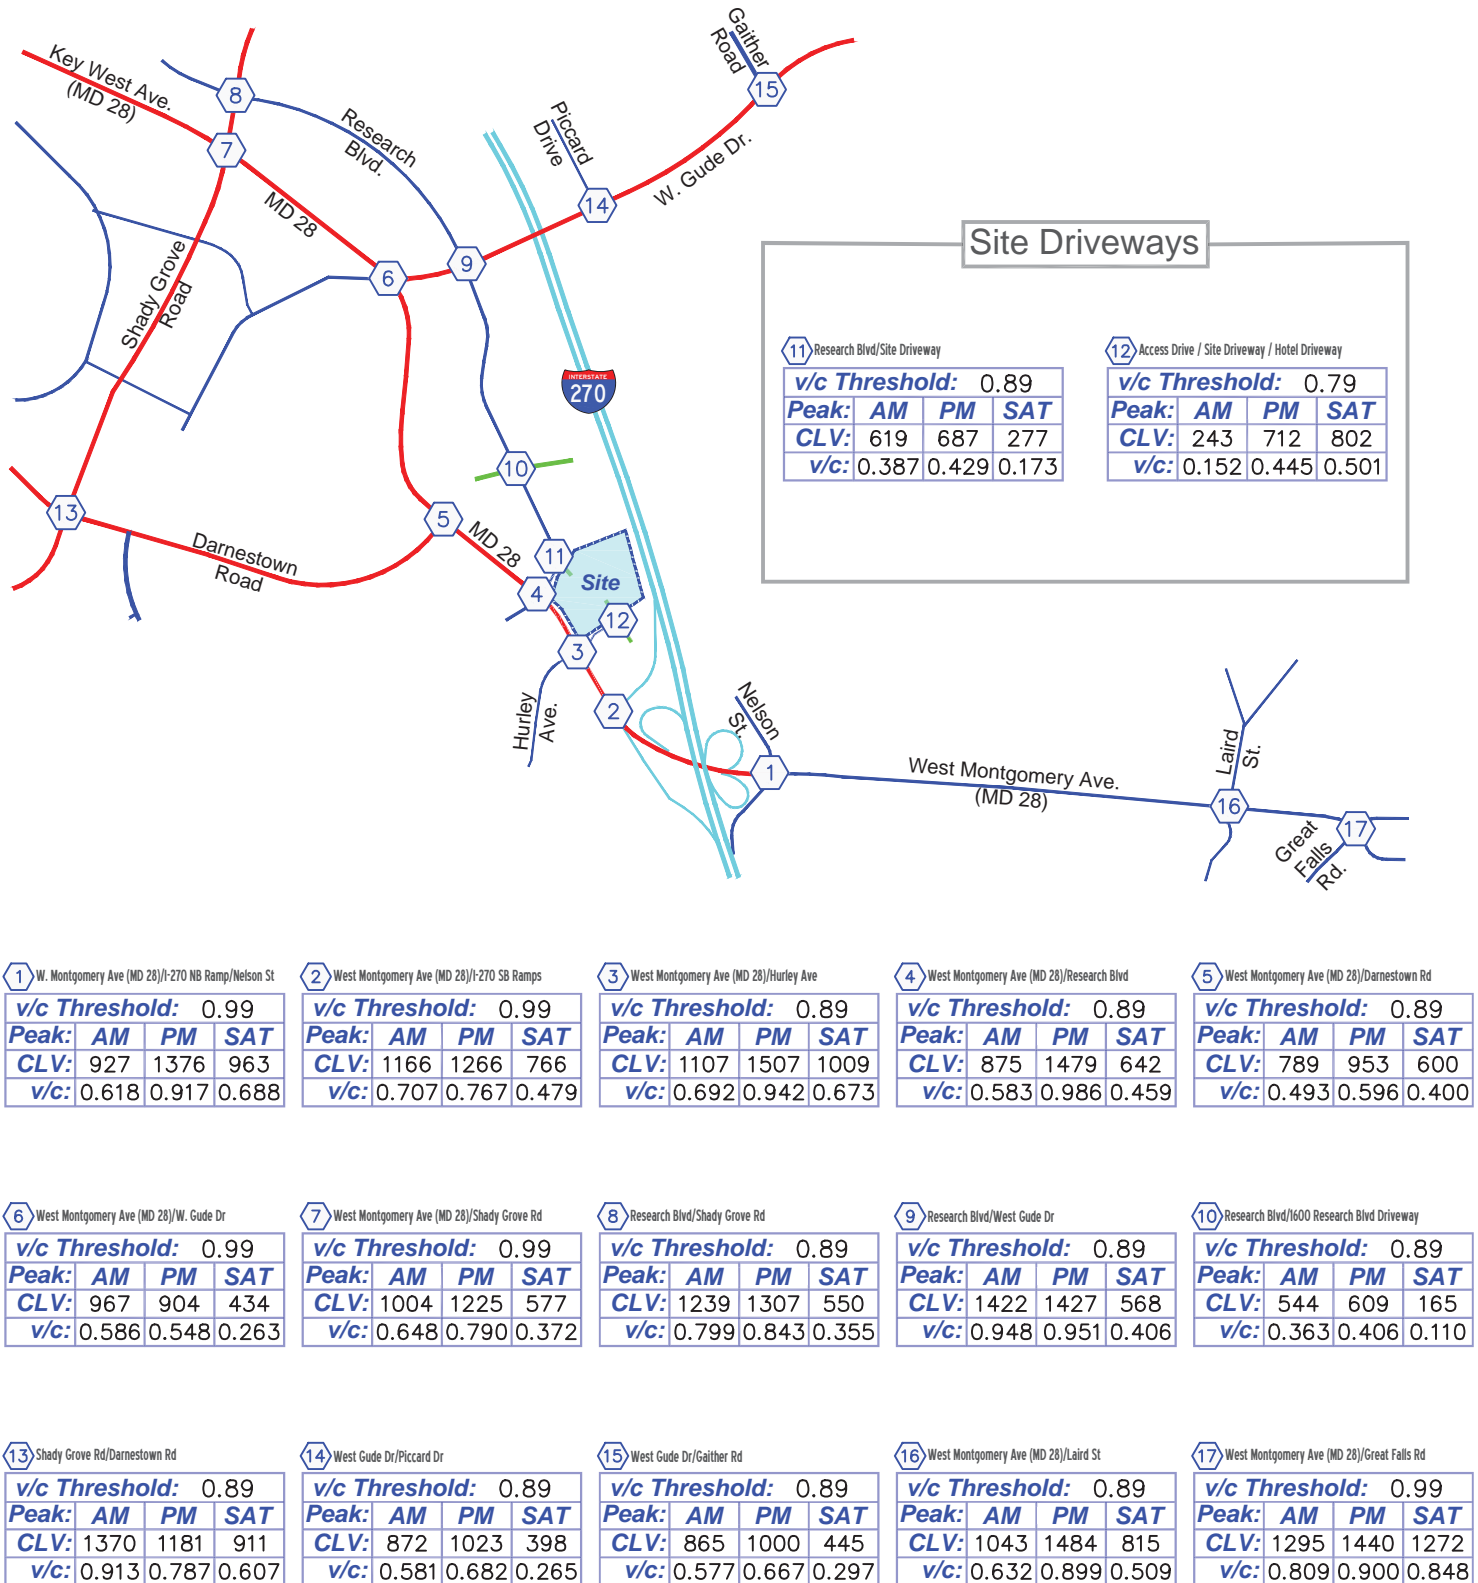 Key West Ave.
(MD 28)
8
7
Research
Blvd.
MD 28
Shady Grove
Road
6
9
Piccard
Drive
14
W. Gude Dr.
Gaither
Road
15
INTERSTATE
270
10
13
Darnestown
Road
5
MD 28
11
4
Site
12
3
Hurley
Ave.
2
Nelson
St.
1
West Montgomery Ave.
(MD 28)
Laird
St.
16
Great
Falls
Rd.
17
Site Driveways
11 Research Blvd/Site Driveway
v/c Threshold: 0.89
Peak: AM PM SAT
CLV: 619 687 277
v/c: 0.387 0.429 0.173
12 Access Drive / Site Driveway / Hotel Driveway
v/c Threshold: 0.79
Peak: AM PM SAT
CLV: 243 712 802
v/c: 0.152 0.445 0.501
1 W. Montgomery Ave (MD 28)/I-270 NB Ramp/Nelson St
v/c Threshold: 0.99
Peak: AM PM SAT
CLV: 927 1376 963
v/c: 0.618 0.917 0.688
2 West Montgomery Ave (MD 28)/I-270 SB Ramps
v/c Threshold: 0.99
Peak: AM PM SAT
CLV: 1166 1266 766
v/c: 0.707 0.767 0.479
3 West Montgomery Ave (MD 28)/Hurley Ave
v/c Threshold: 0.89
Peak: AM PM SAT
CLV: 1107 1507 1009
v/c: 0.692 0.942 0.673
4 West Montgomery Ave (MD 28)/Research Blvd
v/c Threshold: 0.89
Peak: AM PM SAT
CLV: 875 1479 642
v/c: 0.583 0.986 0.459
5 West Montgomery Ave (MD 28)/Darnestown Rd
v/c Threshold: 0.89
Peak: AM PM SAT
CLV: 789 953 600
v/c: 0.493 0.596 0.400
6 West Montgomery Ave (MD 28)/W. Gude Dr
v/c Threshold: 0.99
Peak: AM PM SAT
CLV: 967 904 434
v/c: 0.586 0.548 0.263
7 West Montgomery Ave (MD 28)/Shady Grove Rd
v/c Threshold: 0.99
Peak: AM PM SAT
CLV: 1004 1225 577
v/c: 0.648 0.790 0.372
8 Research Blvd/Shady Grove Rd
v/c Threshold: 0.89
Peak: AM PM SAT
CLV: 1239 1307 550
v/c: 0.799 0.843 0.355
9 Research Blvd/West Gude Dr
v/c Threshold: 0.89
Peak: AM PM SAT
CLV: 1422 1427 568
v/c: 0.948 0.951 0.406
10 Research Blvd/1600 Research Blvd Driveway
v/c Threshold: 0.89
Peak: AM PM SAT
CLV: 544 609 165
v/c: 0.363 0.406 0.110
13 Shady Grove Rd/Darnestown Rd
v/c Threshold: 0.89
Peak: AM PM SAT
CLV: 1370 1181 911
v/c: 0.913 0.787 0.607
14 West Gude Dr/Piccard Dr
v/c Threshold: 0.89
Peak: AM PM SAT
CLV: 872 1023 398
v/c: 0.581 0.682 0.265
15 West Gude Dr/Gaither Rd
v/c Threshold: 0.89
Peak: AM PM SAT
CLV: 865 1000 445
v/c: 0.577 0.667 0.297
16 West Montgomery Ave (MD 28)/Laird St
v/c Threshold: 0.89
Peak: AM PM SAT
CLV: 1043 1484 815
v/c: 0.632 0.899 0.509
17 West Montgomery Ave (MD 28)/Great Falls Rd
v/c Threshold: 0.99
Peak: AM PM SAT
CLV: 1295 1440 1272
v/c: 0.809 0.900 0.848